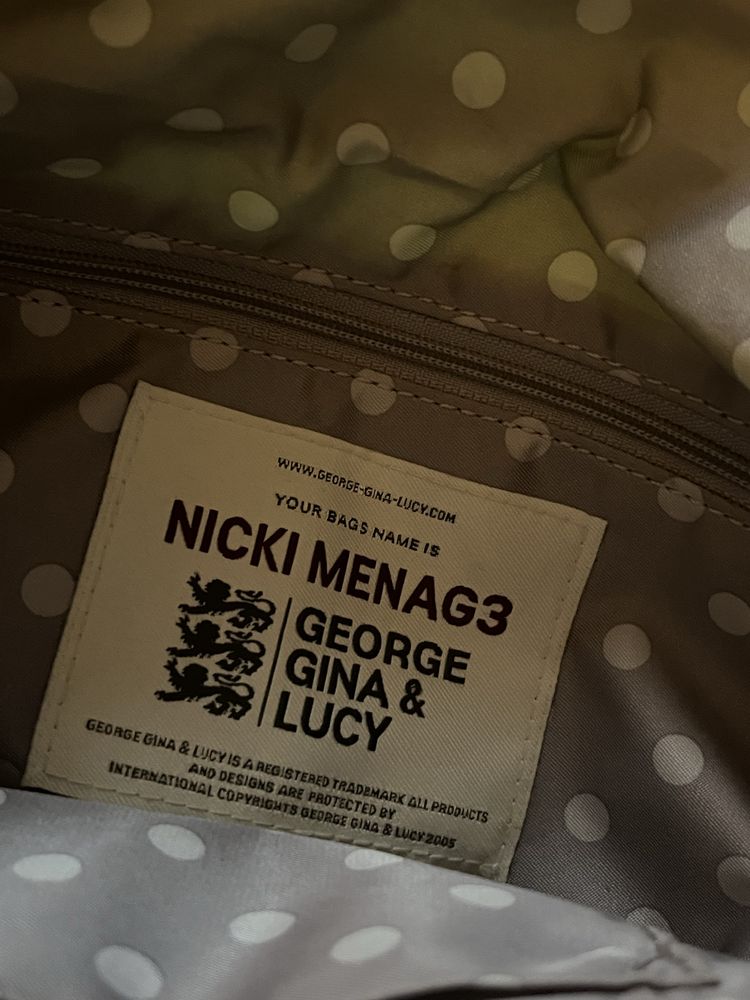 WWW.GEORGE-GINA-LUCY.COM
YOUR BAGS NAME IS
NICKI MENAG3
GEORGE
GINA &
LUCY
GEORGE GINA & LUCY IS A REGISTERED TRADEMARK ALL PRODUCTS
AND DESIGNS ARE PROTECTED BY
INTERNATIONAL COPYRIGHTS GEORGE GINA & LUCY 2005